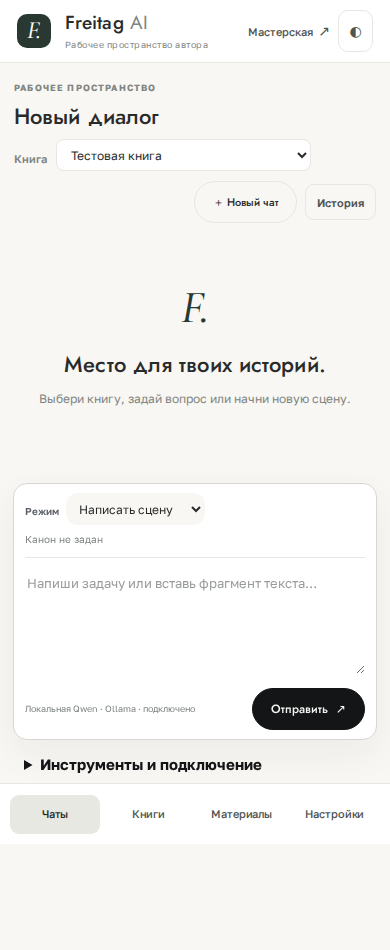 F.
Freitag AI
Рабочее пространство автора
Мастерская ↗
РАБОЧЕЕ ПРОСТРАНСТВО
Новый диалог
Книга
Тестовая книга
+ Новый чат
История
F.
Место для твоих историй.
Выбери книгу, задай вопрос или начни новую сцену.
Режим
Написать сцену
Канон не задан
Напиши задачу или вставь фрагмент текста...
Локальная Qwen · Ollama · подключено
Отправить ↗
Инструменты и подключение
Чаты
Книги
Материалы
Настройки